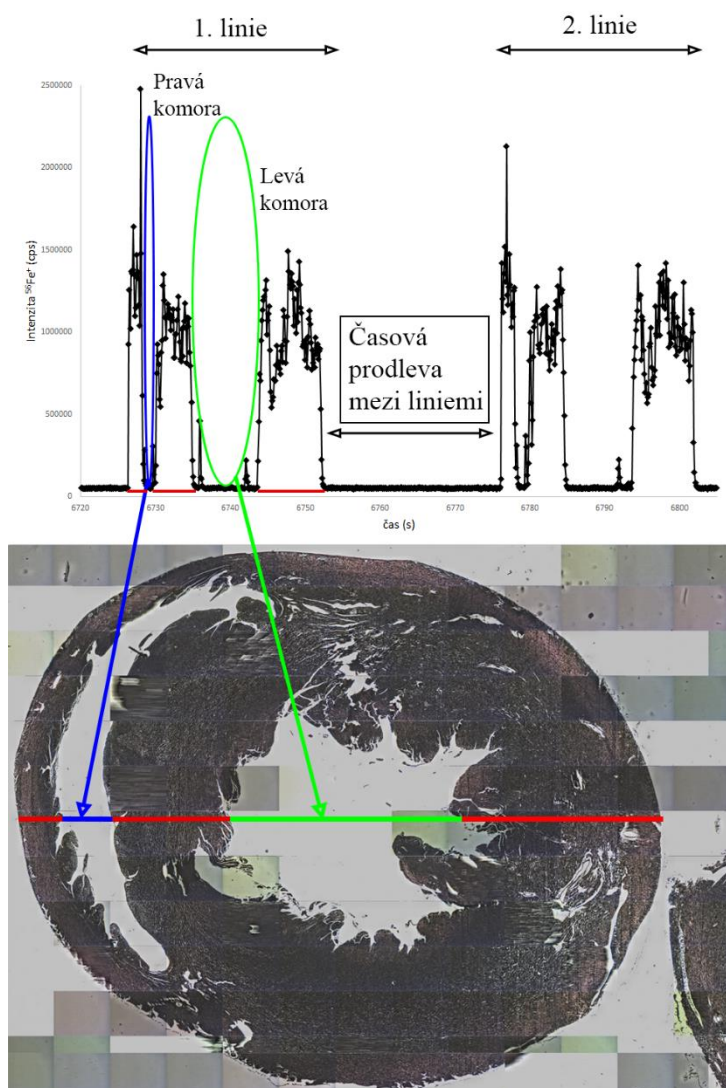 1. linie
2. linie
Pravá
komora
Levá
komora
Časová
prodleva
mezi liniemi
Intenzita ⁵⁶Fe⁺ (cps)
2500000
2000000
1500000
1000000
500000
0
6720
6730
6740
6750
6760
6770
6780
6790
6800
čas (s)